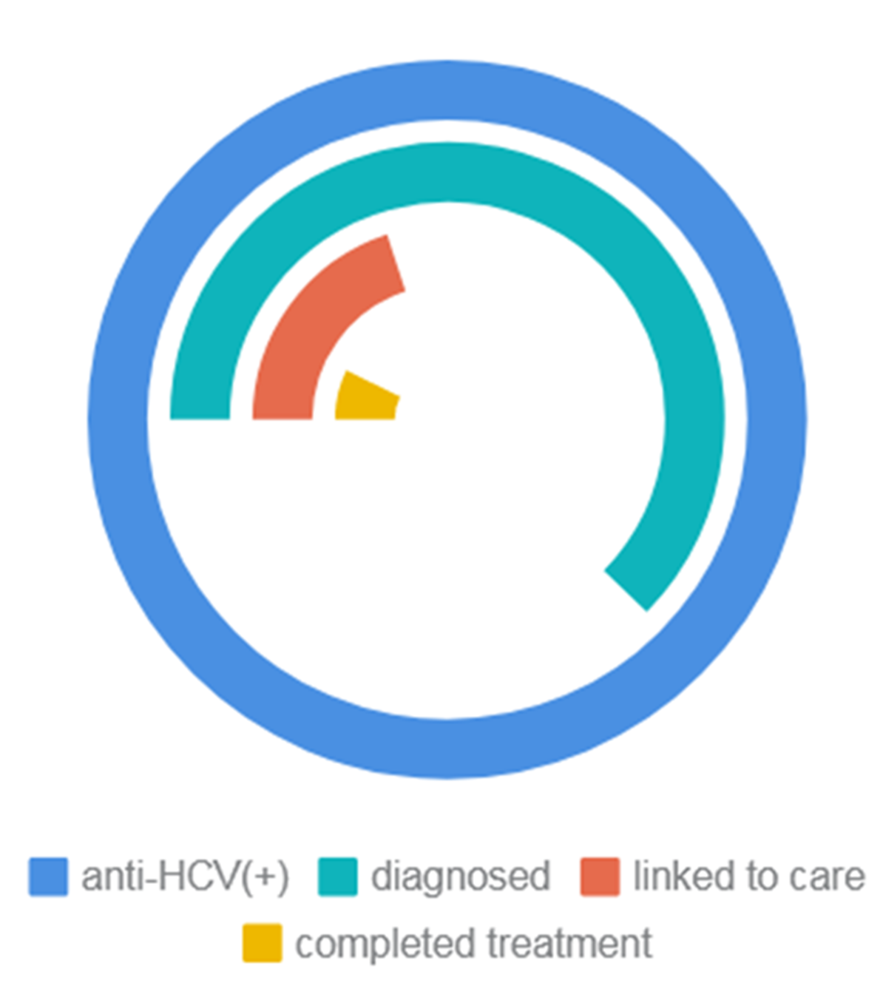 anti-HCV(+) diagnosed linked to care
completed treatment